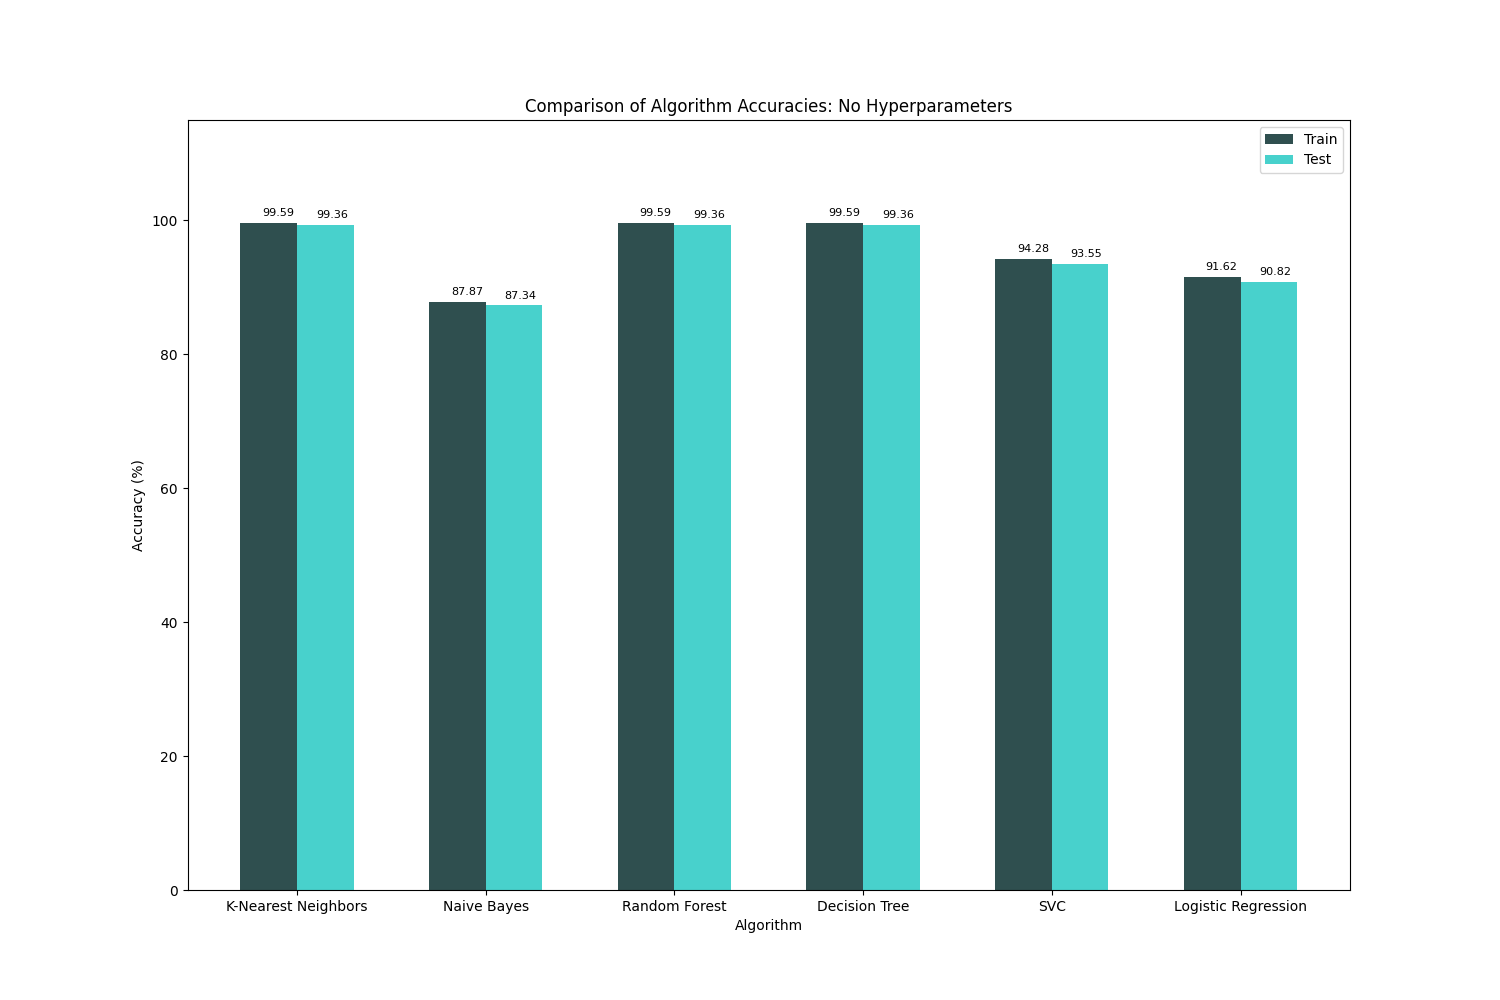 Comparison of Algorithm Accuracies: No Hyperparameters
Train
Test
99.59 99.36 87.87 87.34 99.59 99.36 99.59 99.36 94.28 93.55 91.62 90.82
100
80
60
40
20
0
Accuracy (%)
K-Nearest Neighbors Naive Bayes Random Forest Decision Tree SVC Logistic Regression
Algorithm